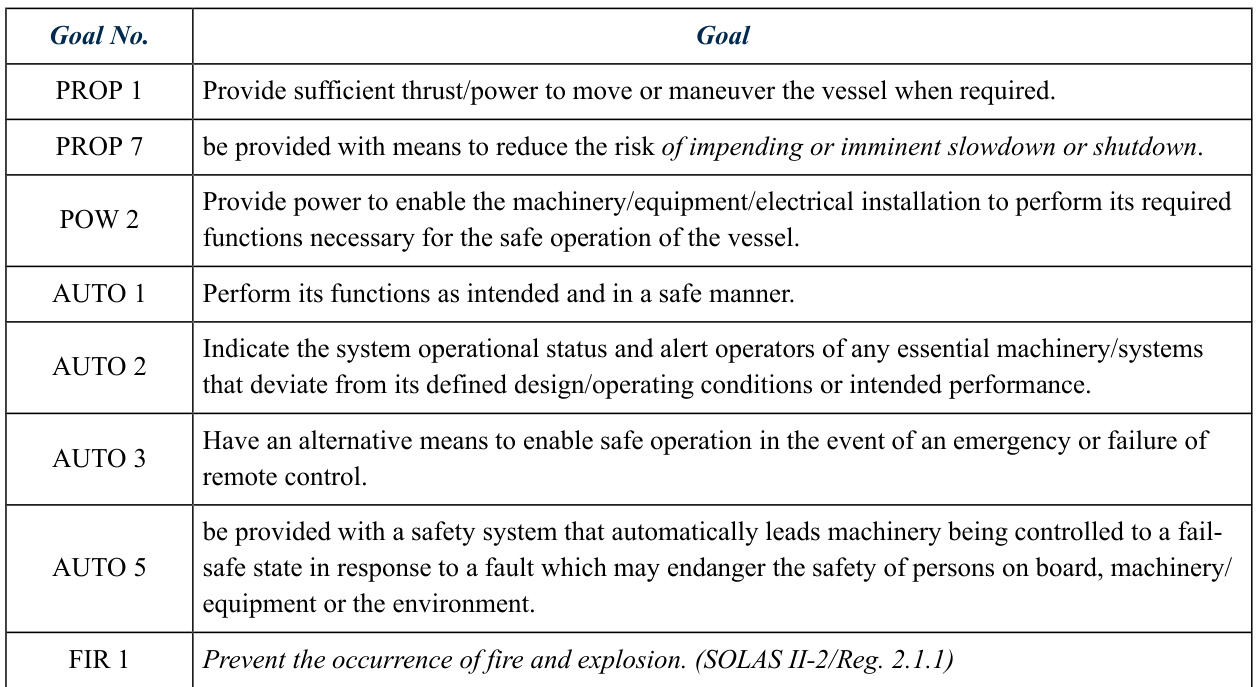 Goal No. Goal
PROP 1 Provide sufficient thrust/power to move or maneuver the vessel when required.
PROP 7 be provided with means to reduce the risk of impending or imminent slowdown or shutdown.
POW 2 Provide power to enable the machinery/equipment/electrical installation to perform its required
functions necessary for the safe operation of the vessel.
AUTO 1 Perform its functions as intended and in a safe manner.
AUTO 2 Indicate the system operational status and alert operators of any essential machinery/systems
that deviate from its defined design/operating conditions or intended performance.
AUTO 3 Have an alternative means to enable safe operation in the event of an emergency or failure of
remote control.
AUTO 5 be provided with a safety system that automatically leads machinery being controlled to a fail-
safe state in response to a fault which may endanger the safety of persons on board, machinery/
equipment or the environment.
FIR 1 Prevent the occurrence of fire and explosion. (SOLAS II-2/Reg. 2.1.1)